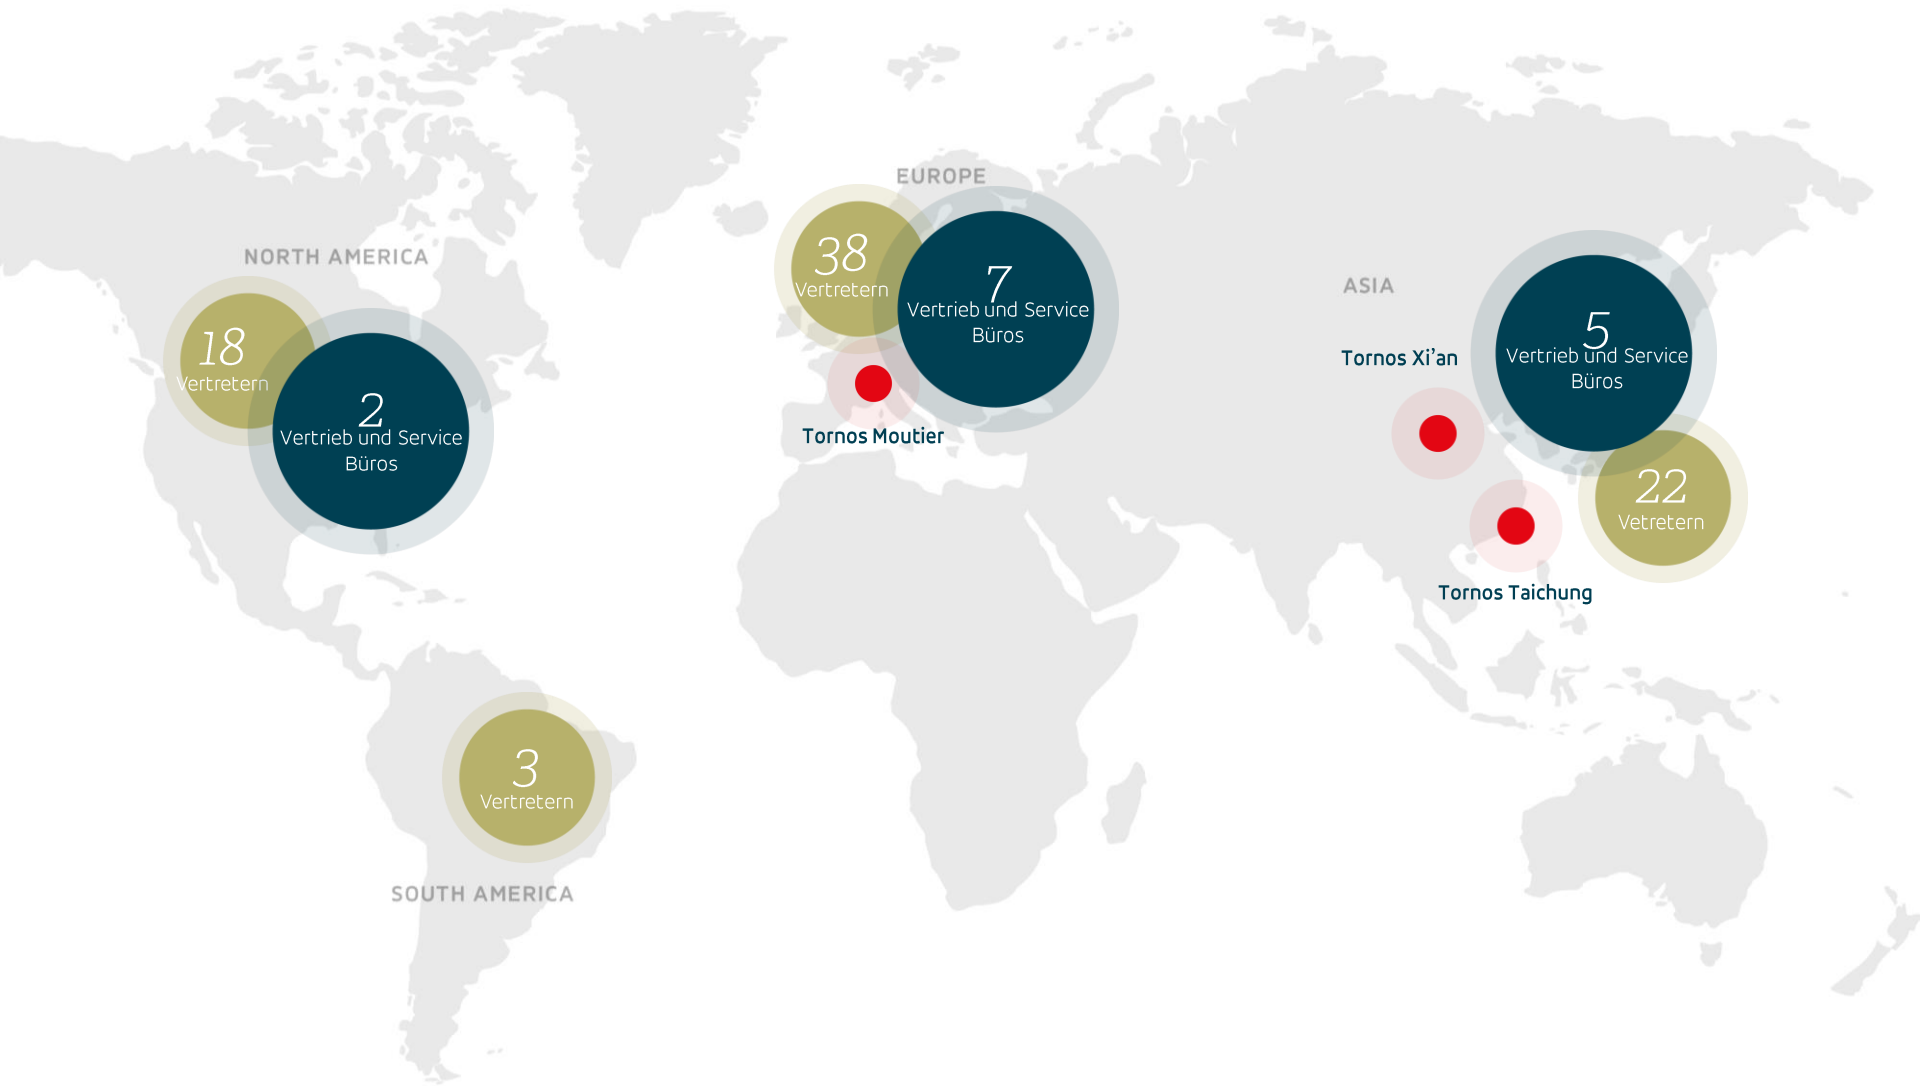 NORTH AMERICA
18
Vertretern
2
Vertrieb und Service
Büros
EUROPE
38
Vertretern
7
Vertrieb und Service
Büros
Tornos Moutier
ASIA
Tornos Xi’an
5
Vertrieb und Service
Büros
22
Vetretern
Tornos Taichung
3
Vertretern
SOUTH AMERICA